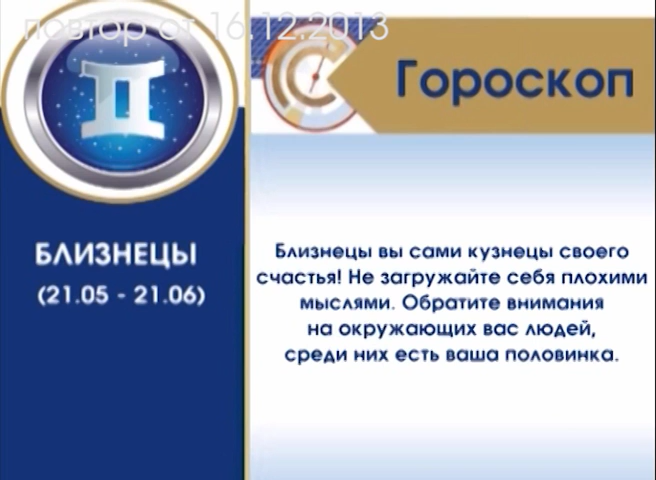 повтор от 16.12.2013
Гороскоп
БЛИЗНЕЦЫ
(21.05 - 21.06)
Близнецы вы сами кузнецы своего
счастья! Не загружайте себя плохими
мыслями. Обратите внимания
на окружающих вас людей,
среди них есть ваша половинка.